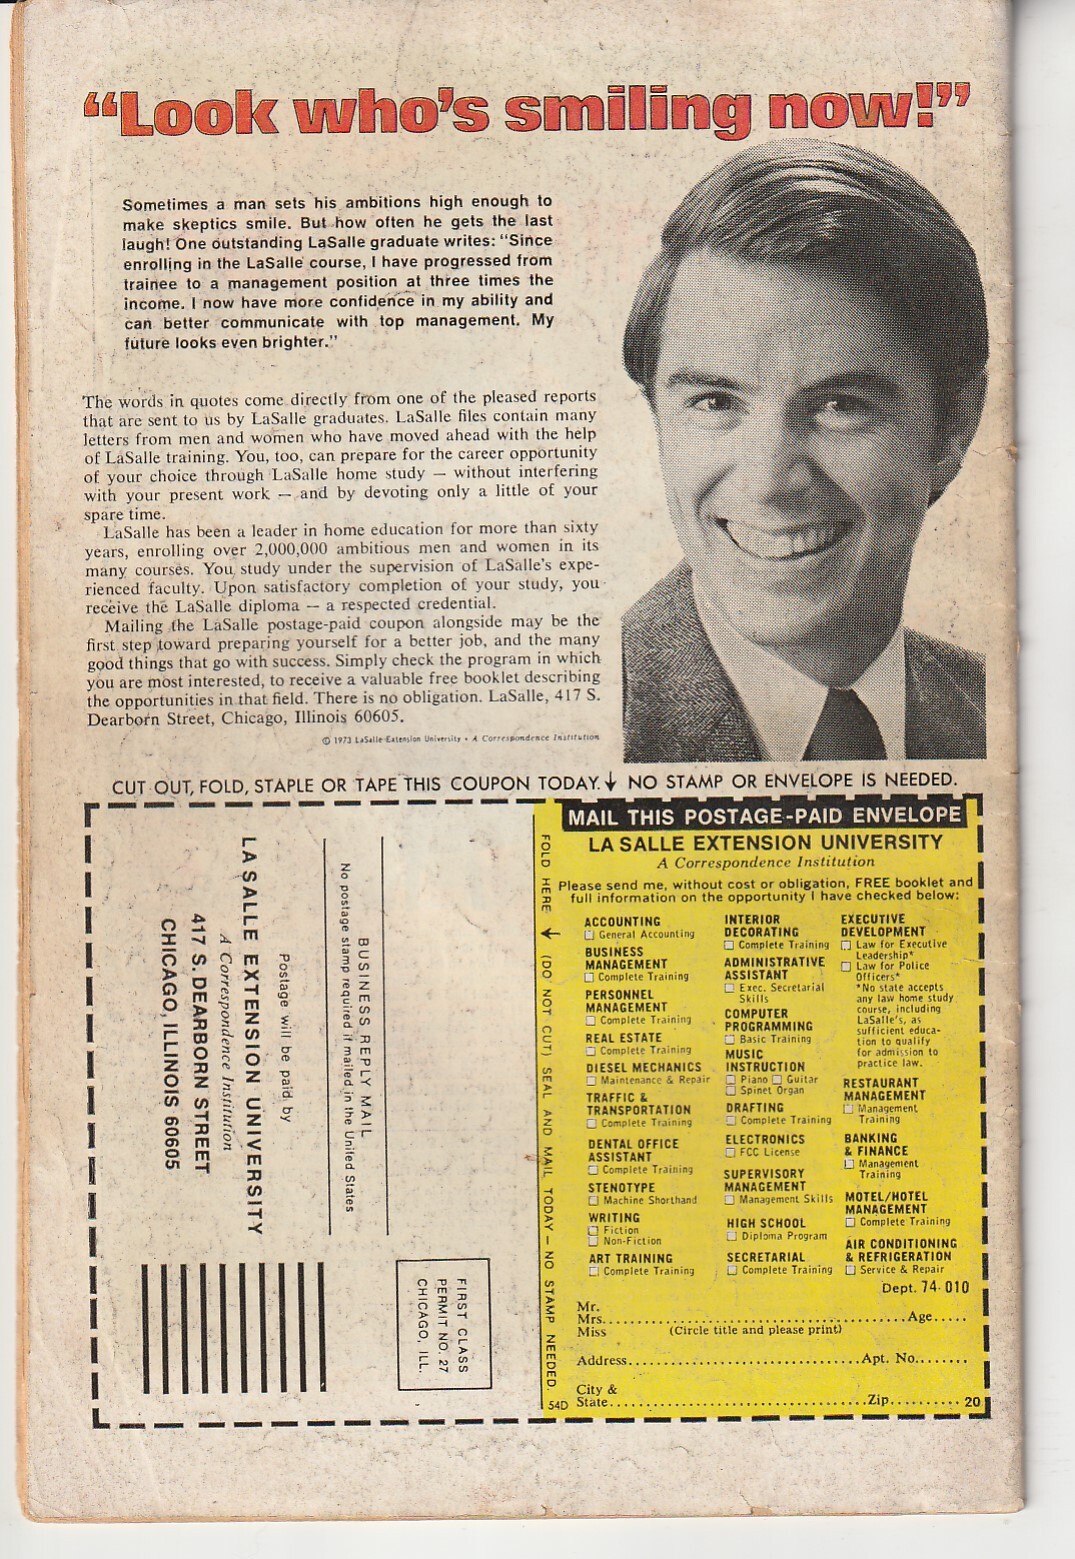 “Look who’s smiling now!”
Sometimes a man sets his ambitions high enough to
make skeptics smile. But how often he gets the last
laugh! One outstanding LaSalle graduate writes: “Since
enrolling in the LaSalle course, I have progressed from
trainee to a management position at three times the
income. I now have more confidence in my ability and
can better communicate with top management. My
future looks even brighter.”
The words in quotes come directly from one of the pleased reports
that are sent to us by LaSalle graduates. LaSalle files contain many
letters from men and women who have moved ahead with the help
of LaSalle training. You, too, can prepare for the career opportunity
of your choice through LaSalle home study — without interfering
with your present work — and by devoting only a little of your
spare time.
LaSalle has been a leader in home education for more than sixty
years, enrolling over 2,000,000 ambitious men and women in its
many courses. You study under the supervision of LaSalle’s expe-
rienced faculty. Upon satisfactory completion of your study, you
receive the LaSalle diploma — a respected credential.
Mailing the LaSalle postage-paid coupon alongside may be the
first step toward preparing yourself for a better job, and the many
good things that go with success. Simply check the program in which
you are most interested, to receive a valuable free booklet describing
the opportunities in that field. There is no obligation. LaSalle, 417 S.
Dearborn Street, Chicago, Illinois 60605.
© 1973 LaSalle Extension University • A Correspondence Institution
CUT OUT, FOLD, STAPLE OR TAPE THIS COUPON TODAY. ↓ NO STAMP OR ENVELOPE IS NEEDED.
FIRST CLASS
PERMIT NO. 27
CHICAGO, ILL.
BUSINESS REPLY MAIL
No postage stamp required if mailed in the United States
Postage will be paid by
LA SALLE EXTENSION UNIVERSITY
A Correspondence Institution
417 S. DEARBORN STREET
CHICAGO, ILLINOIS 60605
FOLD HERE ↓ (DO NOT CUT) SEAL AND MAIL TODAY — NO STAMP NEEDED.
54D
MAIL THIS POSTAGE-PAID ENVELOPE
LA SALLE EXTENSION UNIVERSITY
A Correspondence Institution
Please send me, without cost or obligation, FREE booklet and
full information on the opportunity I have checked below:
ACCOUNTING
☐ General Accounting
BUSINESS
MANAGEMENT
☐ Complete Training
PERSONNEL
MANAGEMENT
☐ Complete Training
REAL ESTATE
☐ Complete Training
DIESEL MECHANICS
☐ Maintenance & Repair
TRAFFIC &
TRANSPORTATION
☐ Complete Training
DENTAL OFFICE
ASSISTANT
☐ Complete Training
STENOTYPE
☐ Machine Shorthand
WRITING
☐ Fiction
☐ Non-Fiction
ART TRAINING
☐ Complete Training
INTERIOR
DECORATING
☐ Complete Training
ADMINISTRATIVE
ASSISTANT
☐ Exec. Secretarial
Skills
COMPUTER
PROGRAMMING
☐ Basic Training
MUSIC
INSTRUCTION
☐ Piano ☐ Guitar
☐ Spinet Organ
DRAFTING
☐ Complete Training
ELECTRONICS
☐ FCC License
SUPERVISORY
MANAGEMENT
☐ Management Skills
HIGH SCHOOL
☐ Diploma Program
SECRETARIAL
☐ Complete Training
EXECUTIVE
DEVELOPMENT
☐ Law for Executive
Leadership*
☐ Law for Police
Officers*
*No state accepts
any law home study
course, including
LaSalle’s, as
sufficient educa-
tion to qualify
for admission to
practice law.
RESTAURANT
MANAGEMENT
☐ Management
Training
BANKING
& FINANCE
☐ Management
Training
MOTEL/HOTEL
MANAGEMENT
☐ Complete Training
AIR CONDITIONING
& REFRIGERATION
☐ Service & Repair
Dept. 74-010
Mr.
Mrs.......................................................Age.....
Miss (Circle title and please print)
Address.......................................Apt. No........
City &
State...........................................Zip.......... 20